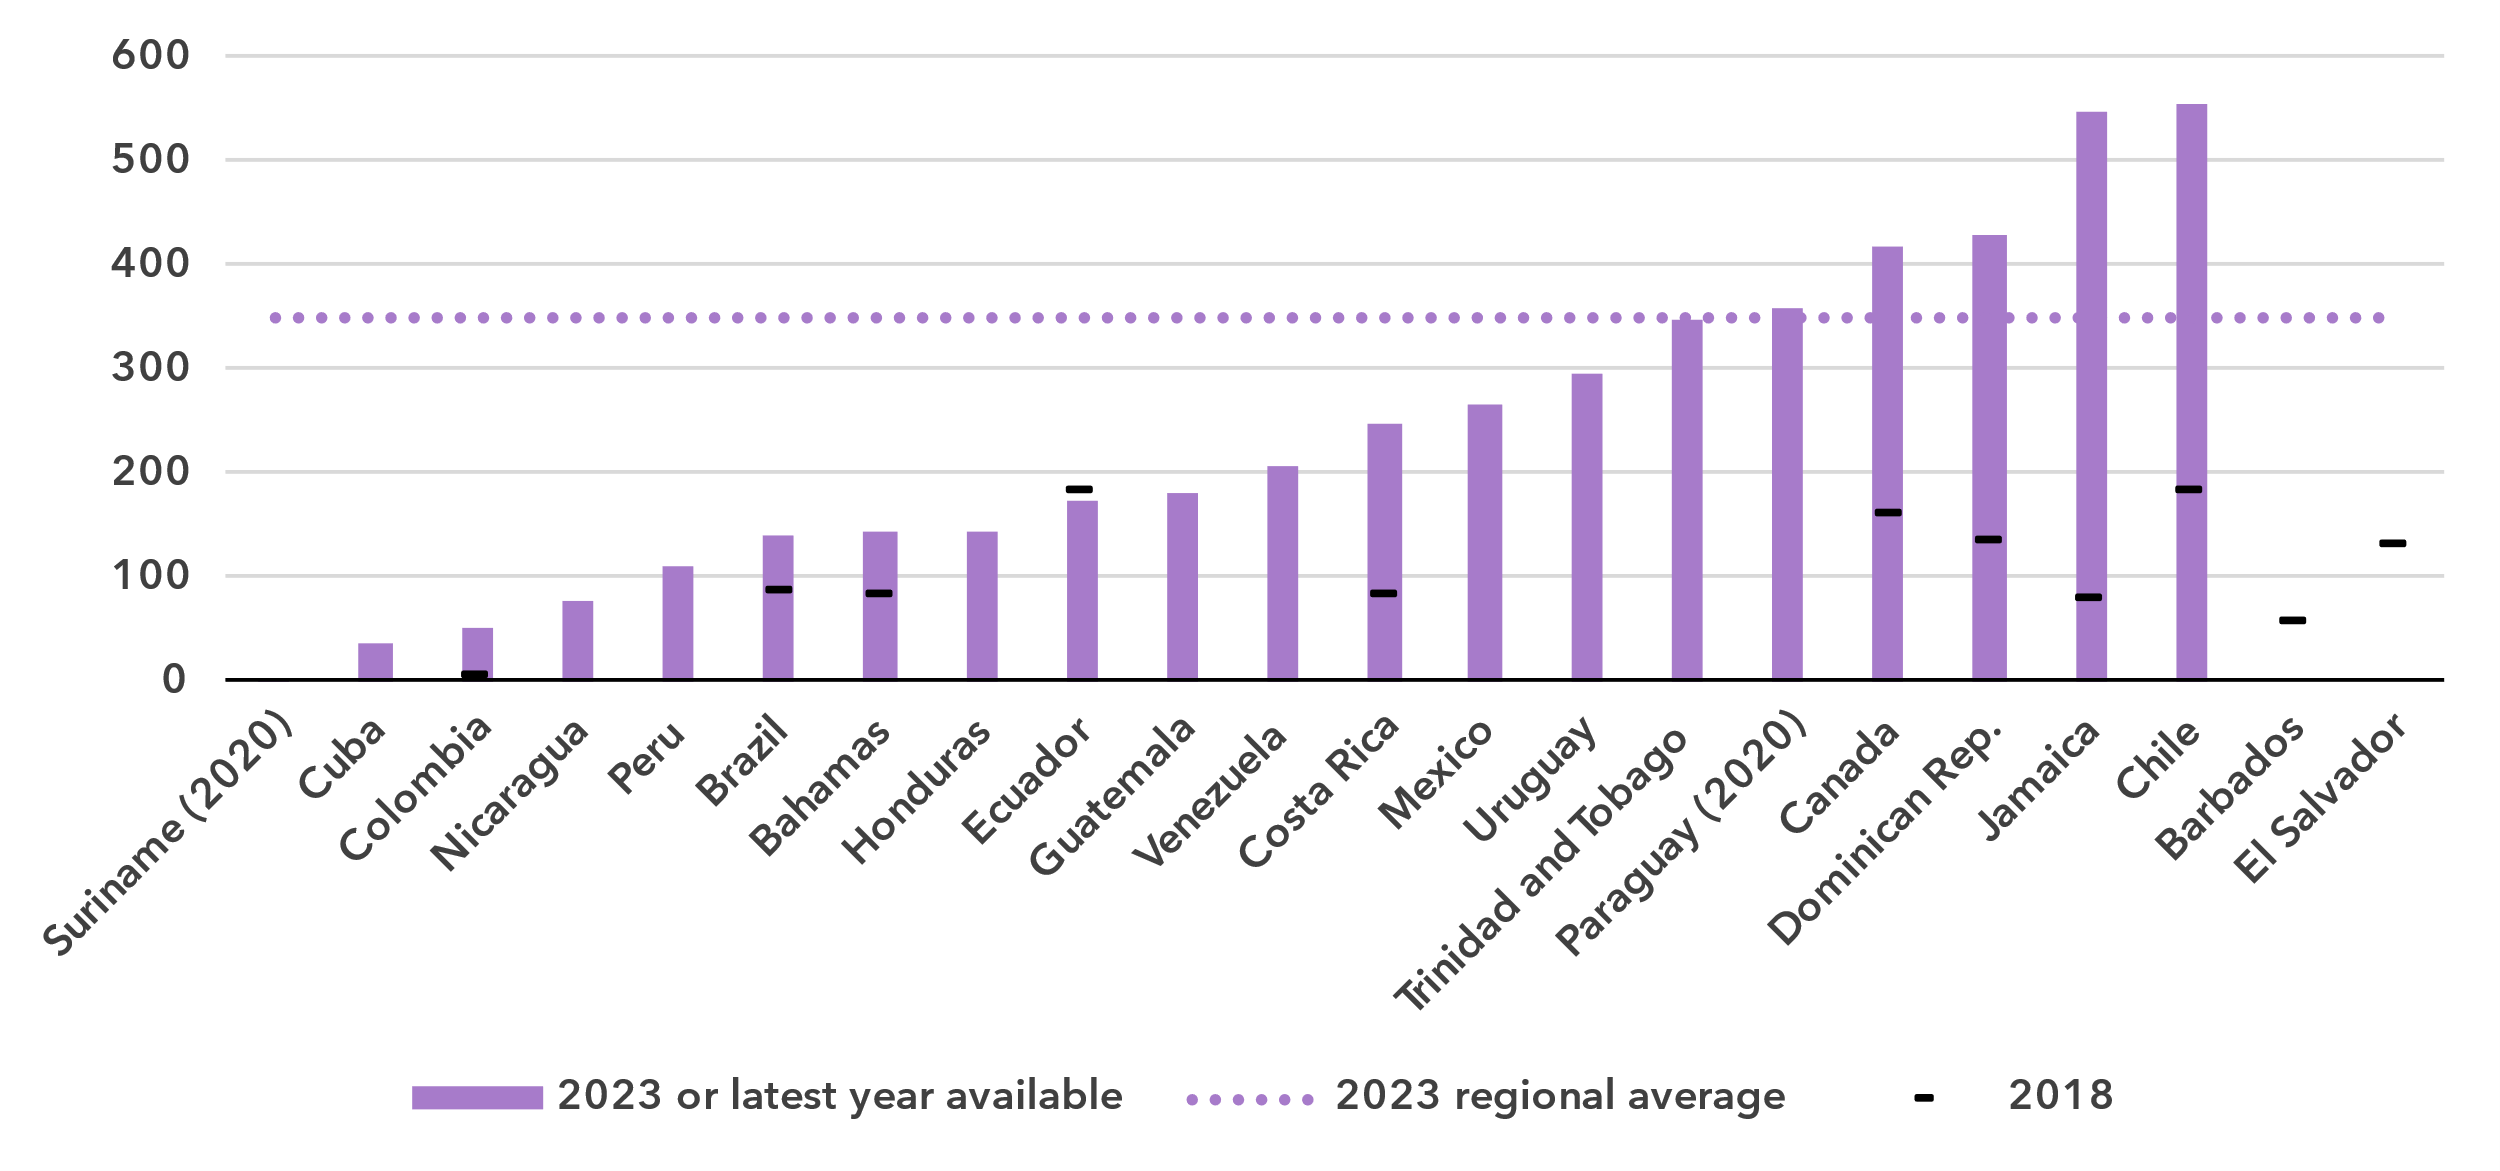 600
500
400
300
200
100
0
Suriname (2020)
Cuba
Colombia
Nicaragua
Peru
Brazil
Bahamas
Honduras
Ecuador
Guatemala
Venezuela
Costa Rica
Mexico
Uruguay
Trinidad and Tobago
Paraguay (2020)
Canada
Dominican Rep.
Jamaica
Chile
Barbados
El Salvador
2023 or latest year available
2023 regional average
2018